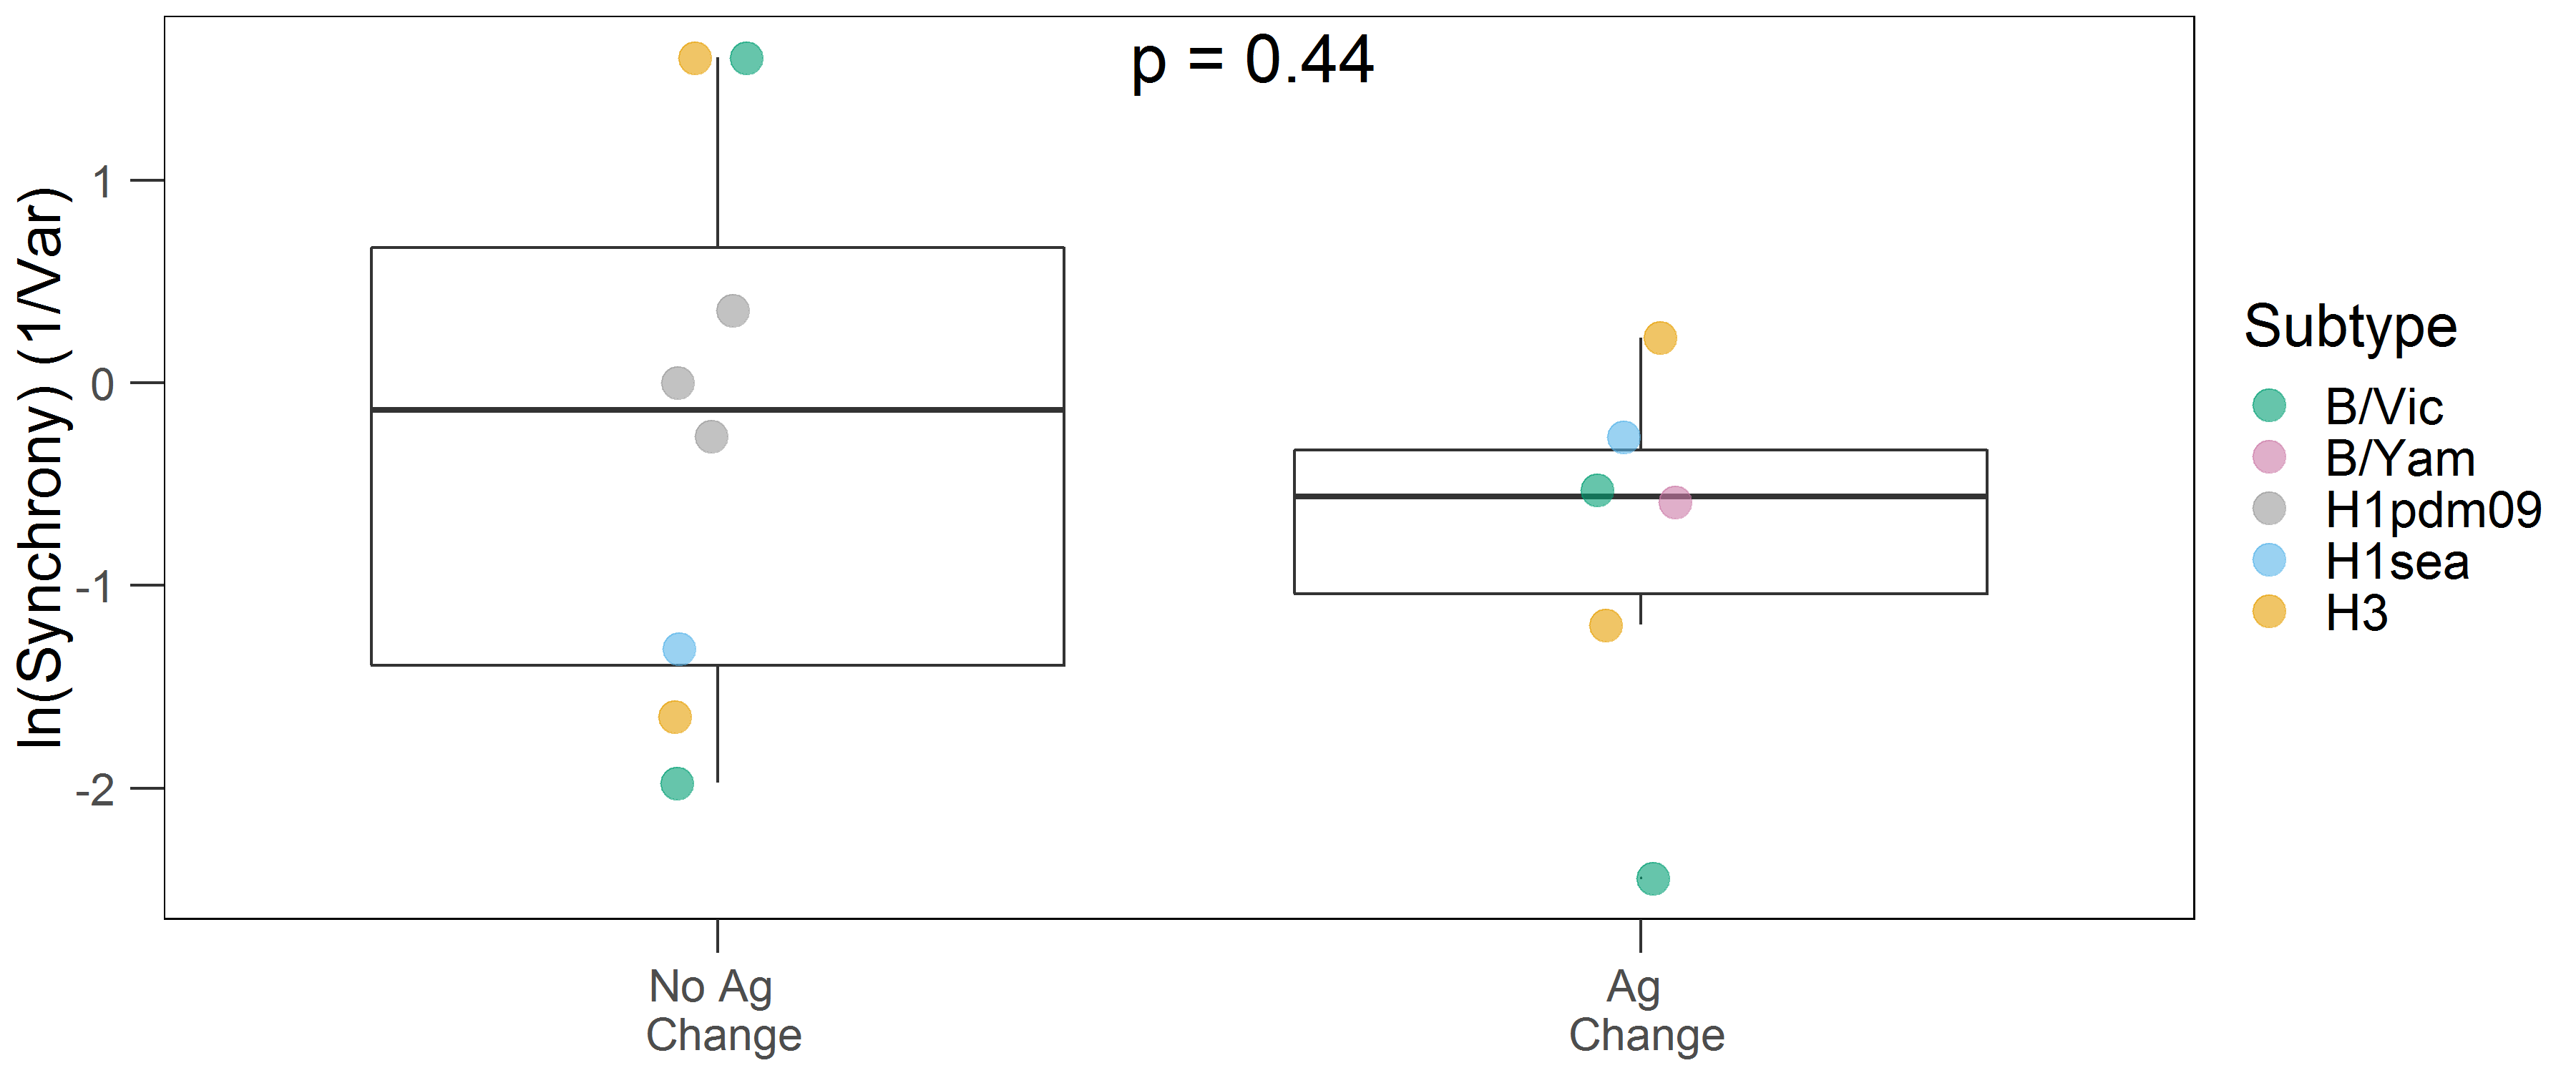 p = 0.44
ln(Synchrony) (1/Var)
1
0
-1
-2
No Ag
Change
Ag
Change
Subtype
B/Vic
B/Yam
H1pdm09
H1sea
H3